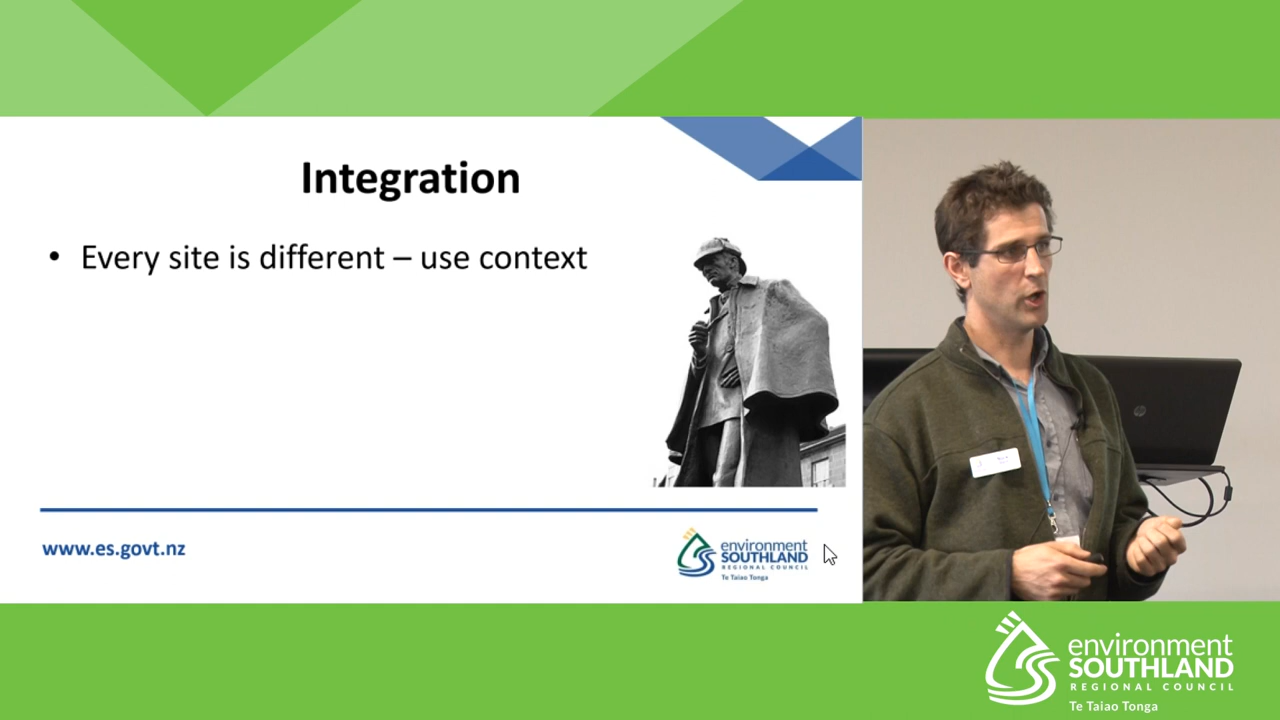 Integration
• Every site is different – use context
www.es.govt.nz
environment
SOUTHLAND
REGIONAL COUNCIL
Te Taiao Tonga
environment
SOUTHLAND
REGIONAL COUNCIL
Te Taiao Tonga